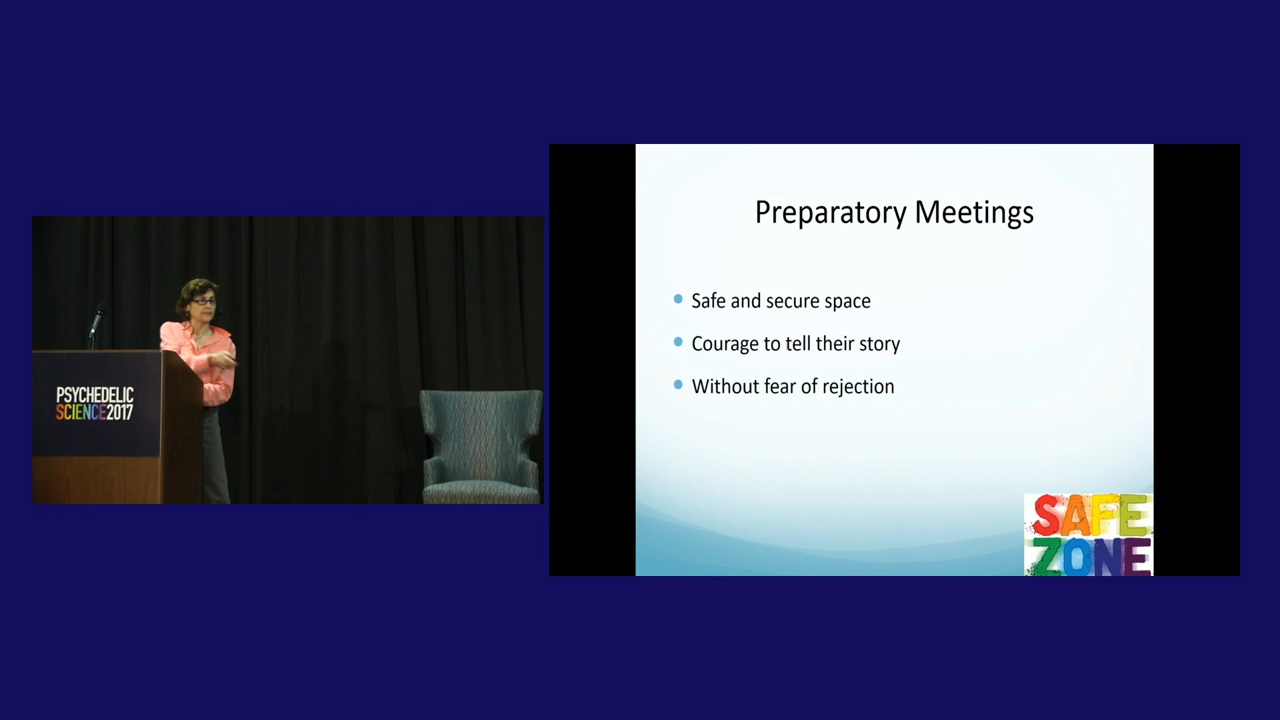 PSYCHEDELIC
SCIENCE2017
Preparatory Meetings
Safe and secure space
Courage to tell their story
Without fear of rejection
SAFE
ZONE